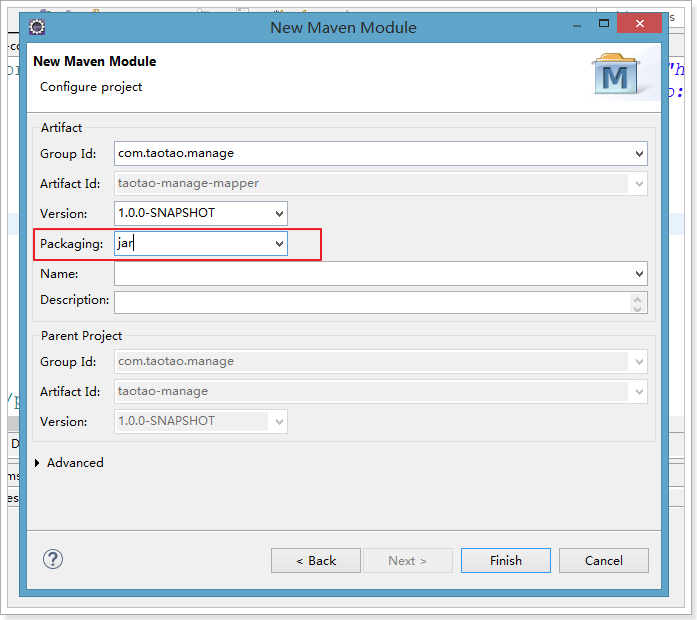 New Maven Module
New Maven Module
Configure project
M
Artifact
Group Id: com.taotao.manage
Artifact Id: taotao-manage-mapper
Version: 1.0.0-SNAPSHOT
Packaging: jar
Name:
Description:
Parent Project
Group Id: com.taotao.manage
Artifact Id: taotao-manage
Version: 1.0.0-SNAPSHOT
Advanced
? < Back Next > Finish Cancel